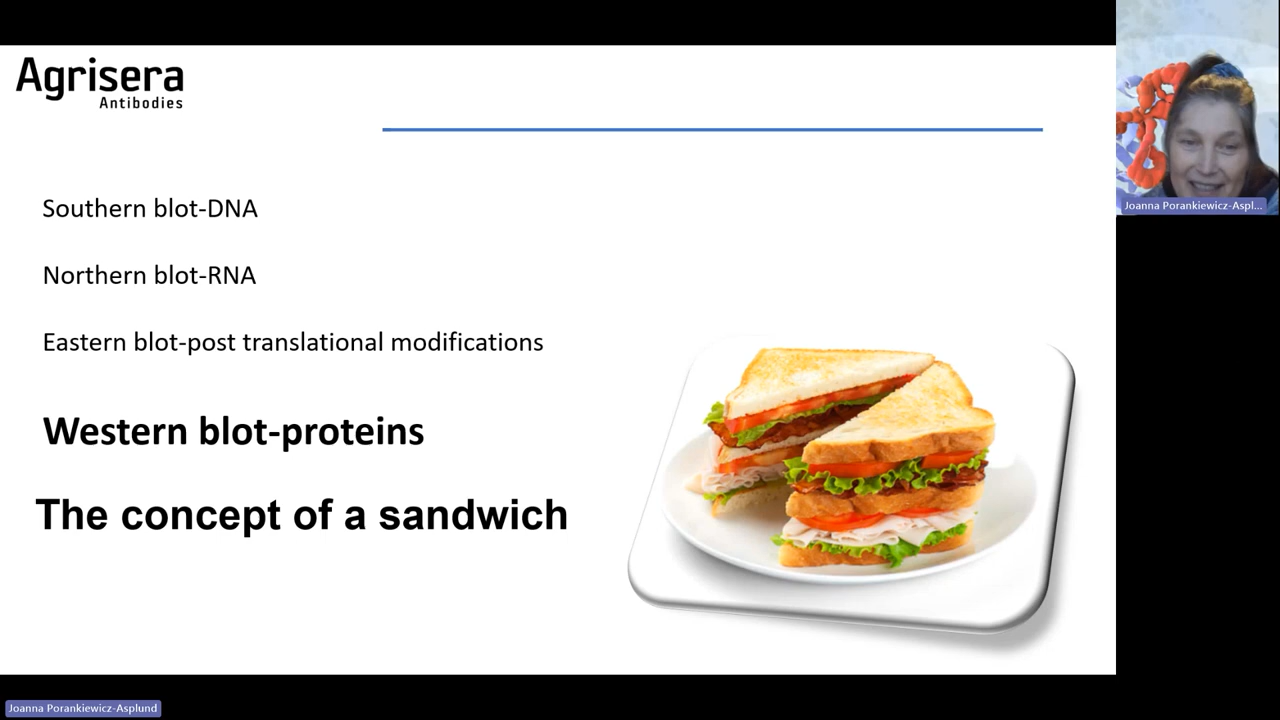 Agrisera
Antibodies
Southern blot-DNA
Northern blot-RNA
Eastern blot-post translational modifications
Western blot-proteins
The concept of a sandwich
Joanna Porankiewicz-Aspl...
Joanna Porankiewicz-Asplund